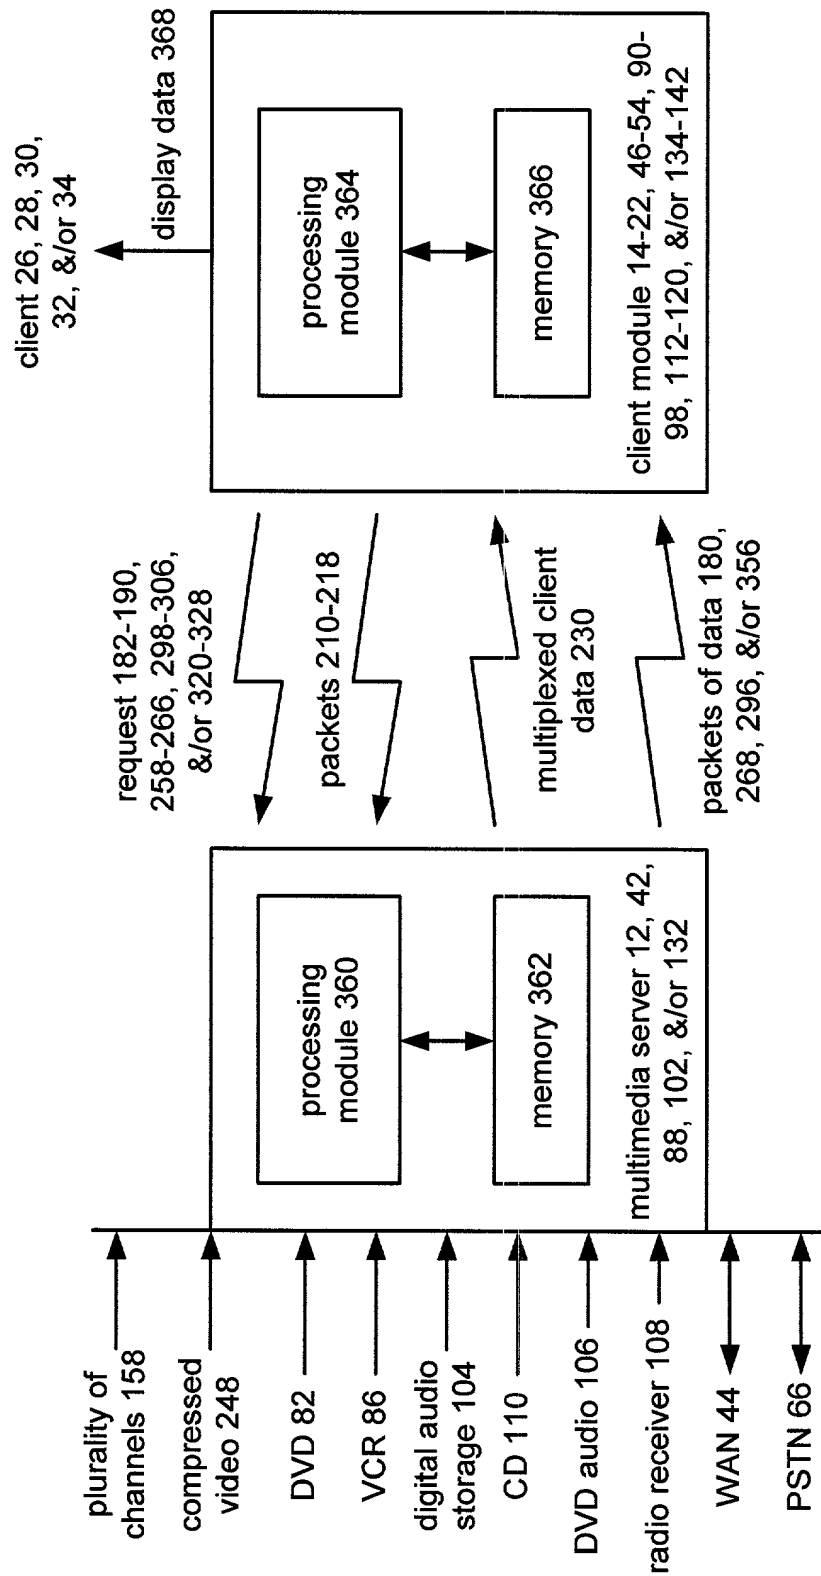 plurality of
channels 158
compressed
video 248
DVD 82
VCR 86
digital audio
storage 104
CD 110
DVD audio 106
radio receiver 108
WAN 44
PSTN 66
processing
module 360
memory 362
multimedia server 12, 42,
88, 102, &/or 132
request 182-190,
258-266, 298-306,
&/or 320-328
packets 210-218
multiplexed client
data 230
packets of data 180,
268, 296, &/or 356
client 26, 28, 30,
32, &/or 34
display data 368
processing
module 364
memory 366
client module 14-22, 46-54, 90-
98, 112-120, &/or 134-142